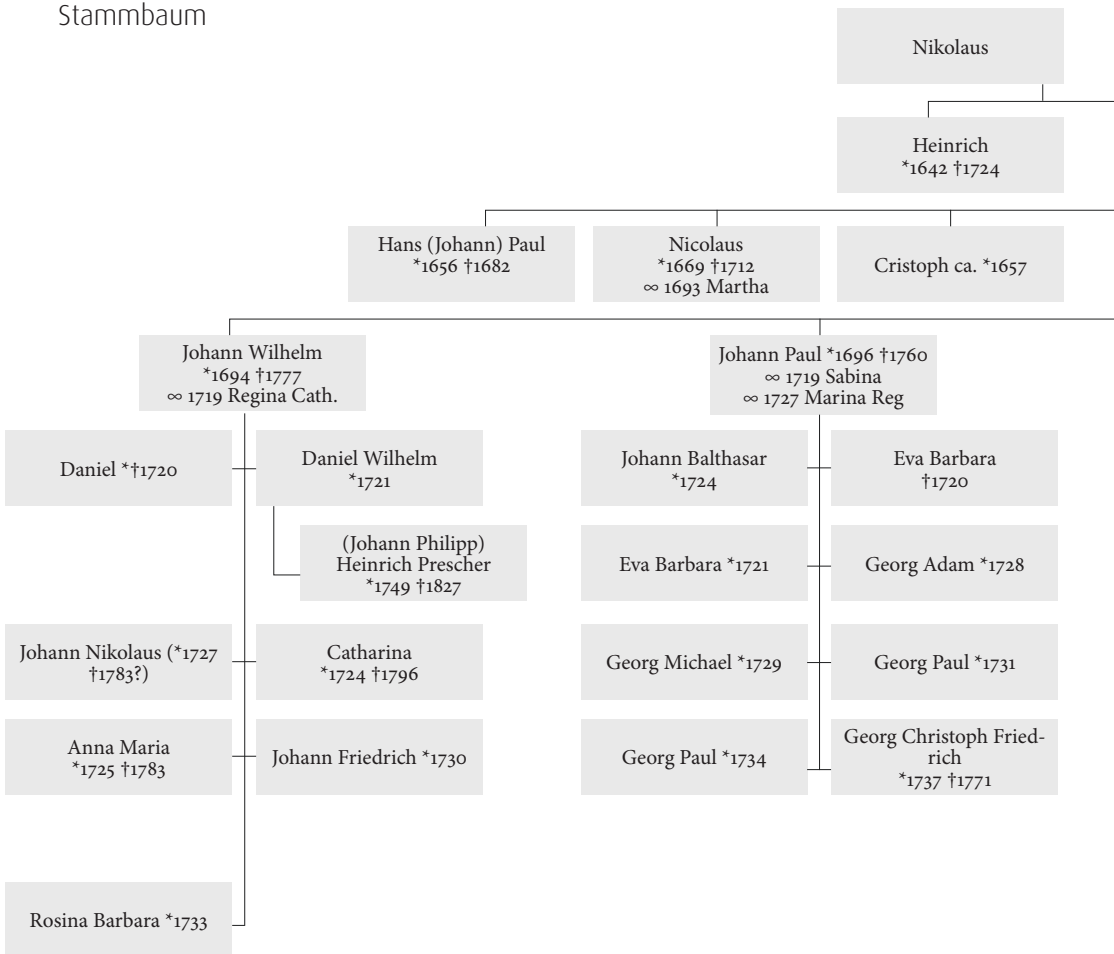 Stammbaum
Nikolaus
Heinrich
*1642 †1724
Hans (Johann) Paul
*1656 †1682
Nicolaus
*1669 †1712
∞ 1693 Martha
Cristoph ca. *1657
Johann Wilhelm
*1694 †1777
∞ 1719 Regina Cath.
Johann Paul *1696 †1760
∞ 1719 Sabina
∞ 1727 Marina Reg
Daniel *†1720
Daniel Wilhelm
*1721
Johann Balthasar
*1724
Eva Barbara
†1720
(Johann Philipp)
Heinrich Prescher
*1749 †1827
Eva Barbara *1721
Georg Adam *1728
Johann Nikolaus (*1727
†1783?)
Catharina
*1724 †1796
Georg Michael *1729
Georg Paul *1731
Anna Maria
*1725 †1783
Johann Friedrich *1730
Georg Paul *1734
Georg Christoph Fried-
rich
*1737 †1771
Rosina Barbara *1733